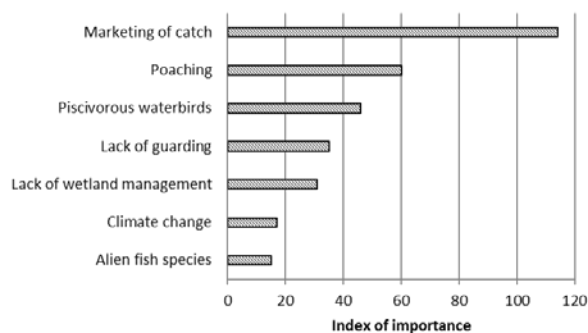 Marketing of catch
Poaching
Piscivorous waterbirds
Lack of guarding
Lack of wetland management
Climate change
Alien fish species
0 20 40 60 80 100 120
Index of importance